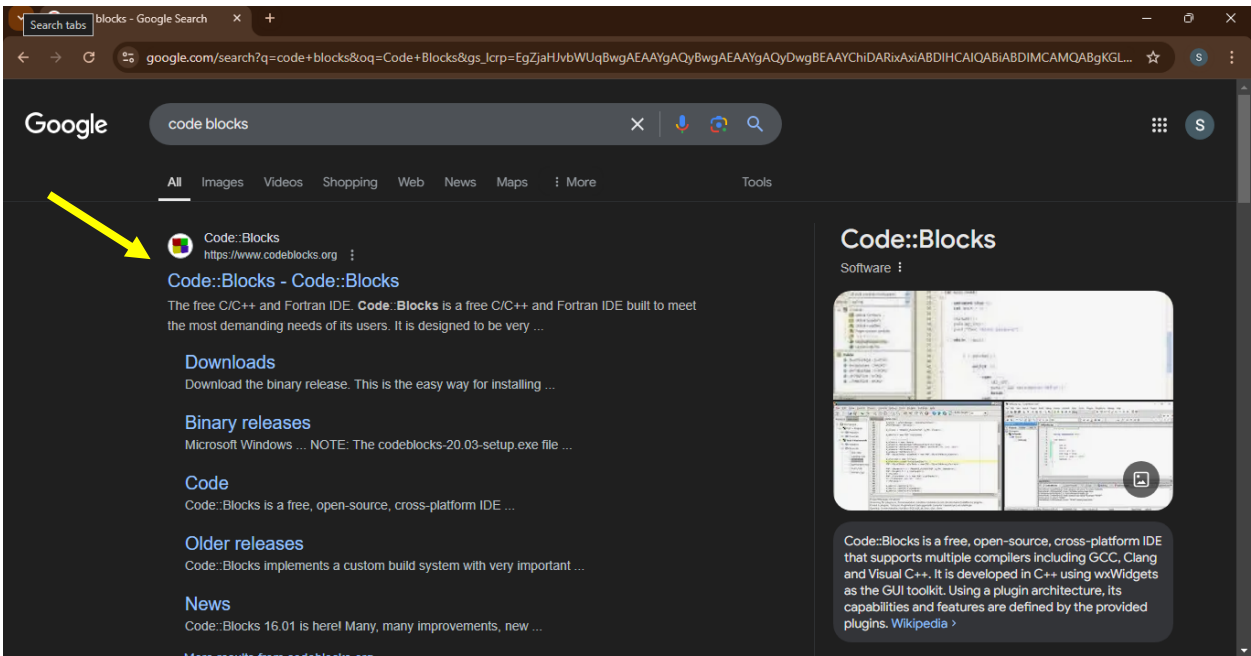 blocks - Google Search
Search tabs
google.com/search?q=code+blocks&oq=Code+Blocks&gs_lcrp=EgZjaHJvbWUqBwgAEAAYgAQyBwgAEAAYgAQyDwgBEAAYChiDARixAxiABDIHCAIQABiABDIMCAMQABgKGL...
S
Google
code blocks
S
All Images Videos Shopping Web News Maps More Tools
Code::Blocks
https://www.codeblocks.org
Code::Blocks - Code::Blocks
The free C/C++ and Fortran IDE. Code::Blocks is a free C/C++ and Fortran IDE built to meet
the most demanding needs of its users. It is designed to be very ...
Downloads
Download the binary release. This is the easy way for installing ...
Binary releases
Microsoft Windows ... NOTE: The codeblocks-20.03-setup.exe file ...
Code
Code::Blocks is a free, open-source, cross-platform IDE ...
Older releases
Code::Blocks implements a custom build system with very important ...
News
Code::Blocks 16.01 is here! Many, many improvements, new ...
More results from codeblocks.org
Code::Blocks
Software
Code::Blocks is a free, open-source, cross-platform IDE
that supports multiple compilers including GCC, Clang
and Visual C++. It is developed in C++ using wxWidgets
as the GUI toolkit. Using a plugin architecture, its
capabilities and features are defined by the provided
plugins. Wikipedia >